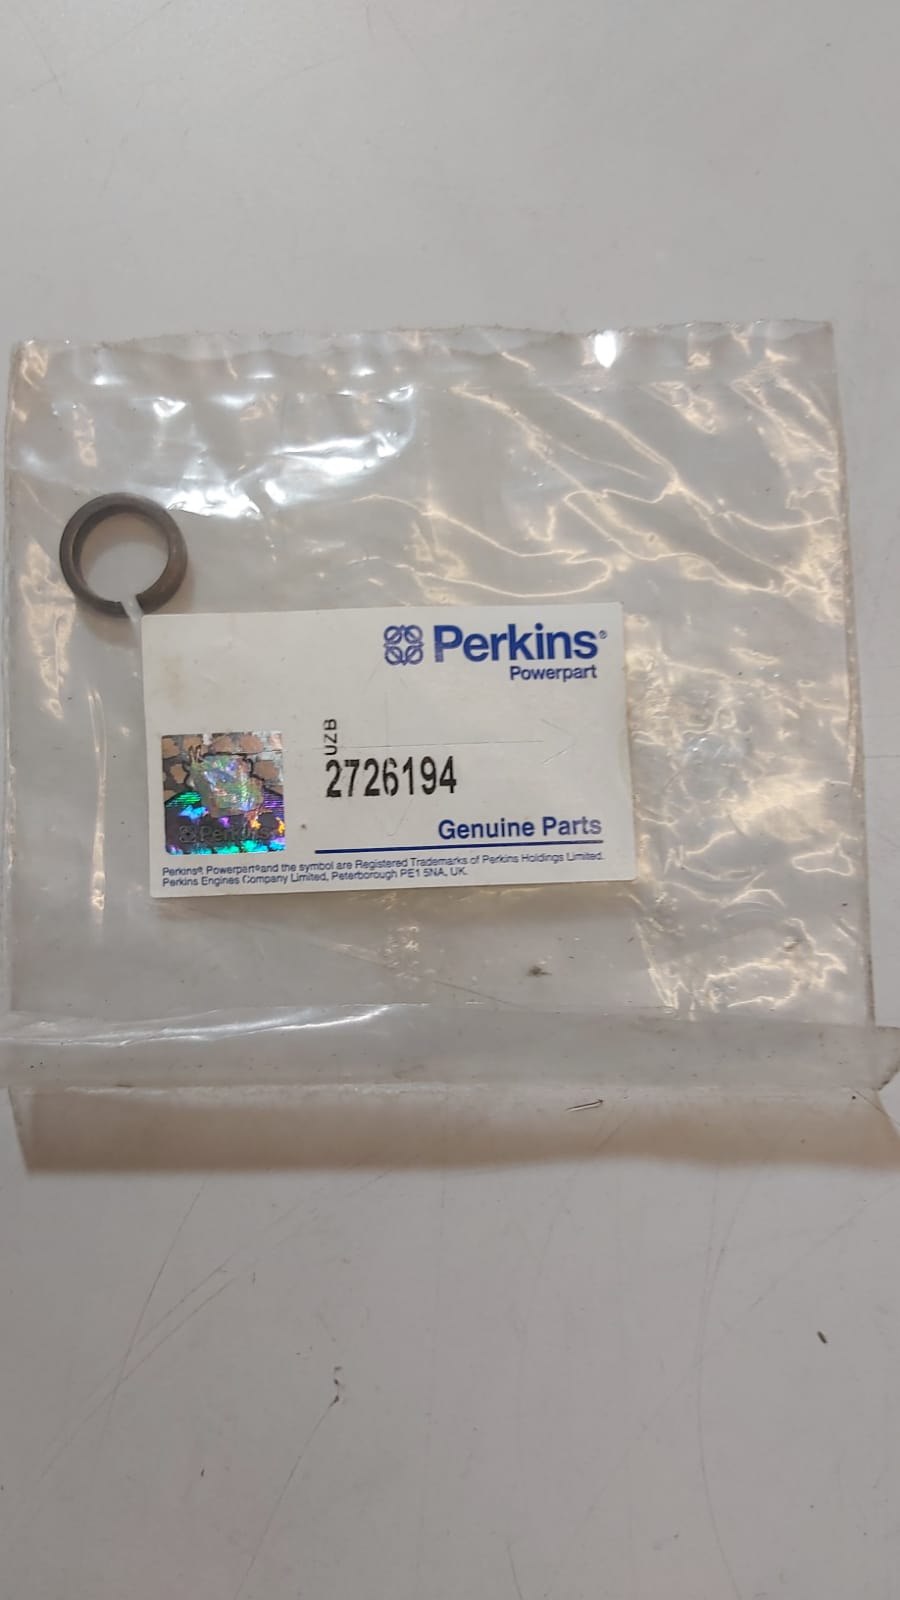 Perkins®
Powerpart
UZB
2726194
Perkins
Genuine Parts
Perkins® Powerpart® and the symbol are Registered Trademarks of Perkins Holdings Limited.
Perkins Engines Company Limited, Peterborough PE1 5NA, UK.